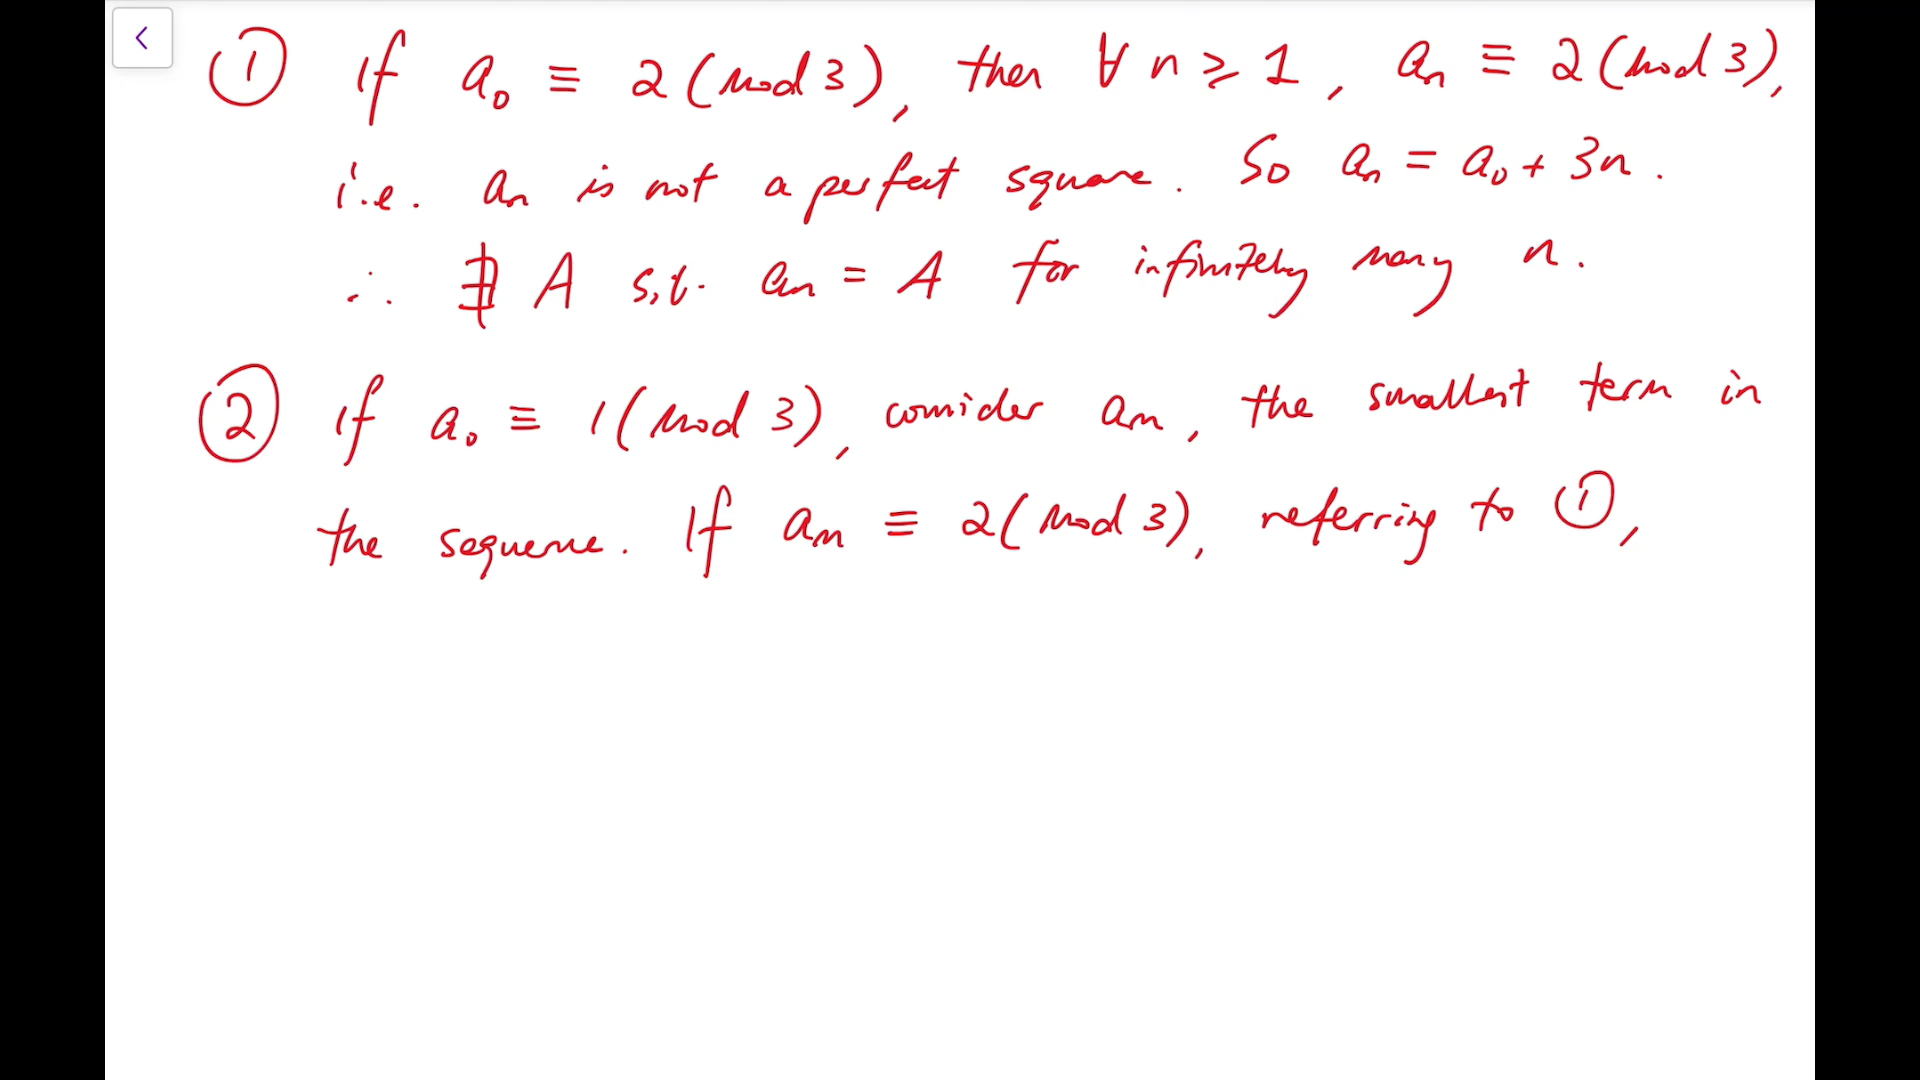 ① If a₀ ≡ 2 (mod 3), then ∀ n ⩾ 1, aₙ ≡ 2 (mod 3),
i.e. aₙ is not a perfect square. So aₙ = a₀ + 3n.
∴ ∄ A s.t. aₙ = A for infinitely many n.
② If a₀ ≡ 1 (mod 3), consider aₘ, the smallest term in
the sequence. If aₘ ≡ 2 (mod 3), referring to ①,